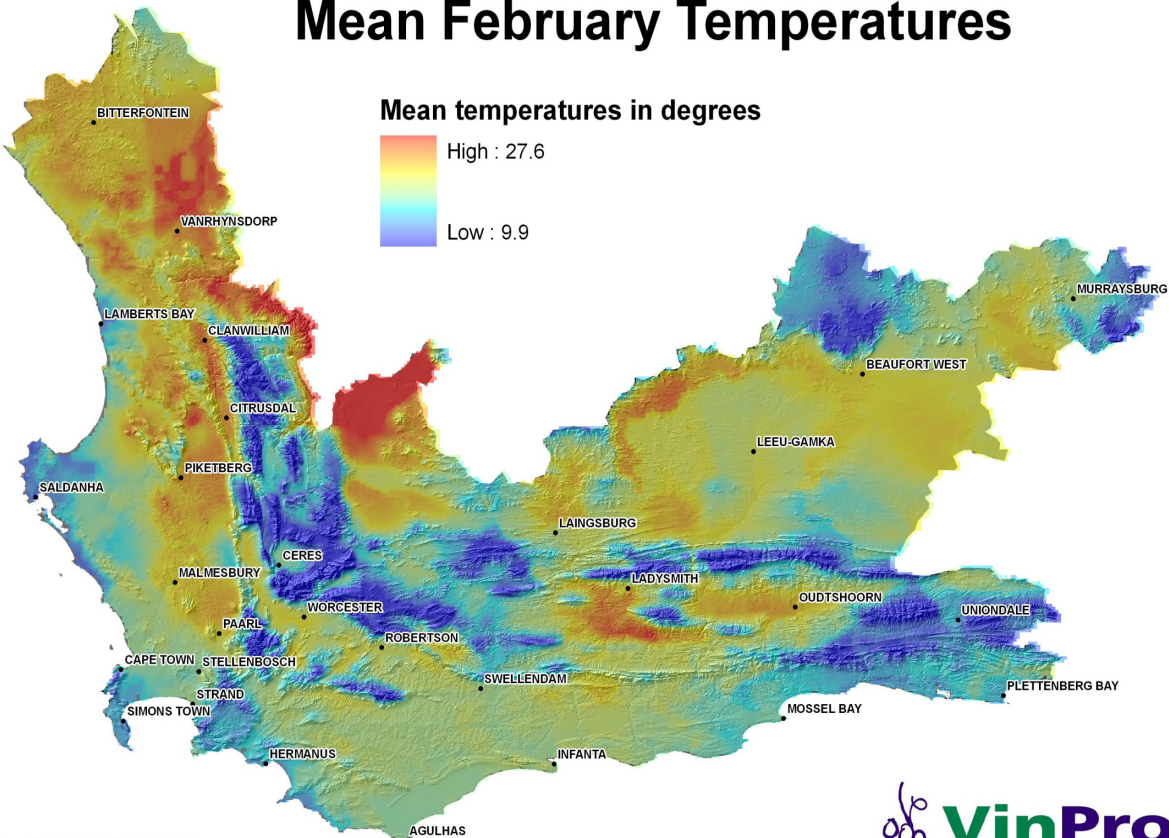 Mean February Temperatures
Mean temperatures in degrees
High : 27.6
Low : 9.9
BITTERFONTEIN
VANRHYNSDORP
MURRAYSBURG
LAMBERTS BAY
CLANWILLIAM
BEAUFORT WEST
CITRUSDAL
LEEU-GAMKA
PIKETBERG
SALDANHA
LAINGSBURG
CERES
MALMESBURY
LADYSMITH
OUDTSHOORN
WORCESTER
UNIONDALE
PAARL
ROBERTSON
CAPE TOWN
STELLENBOSCH
SWELLENDAM
PLETTENBERG BAY
STRAND
SIMONS TOWN
MOSSEL BAY
HERMANUS
INFANTA
AGULHAS
VinPro